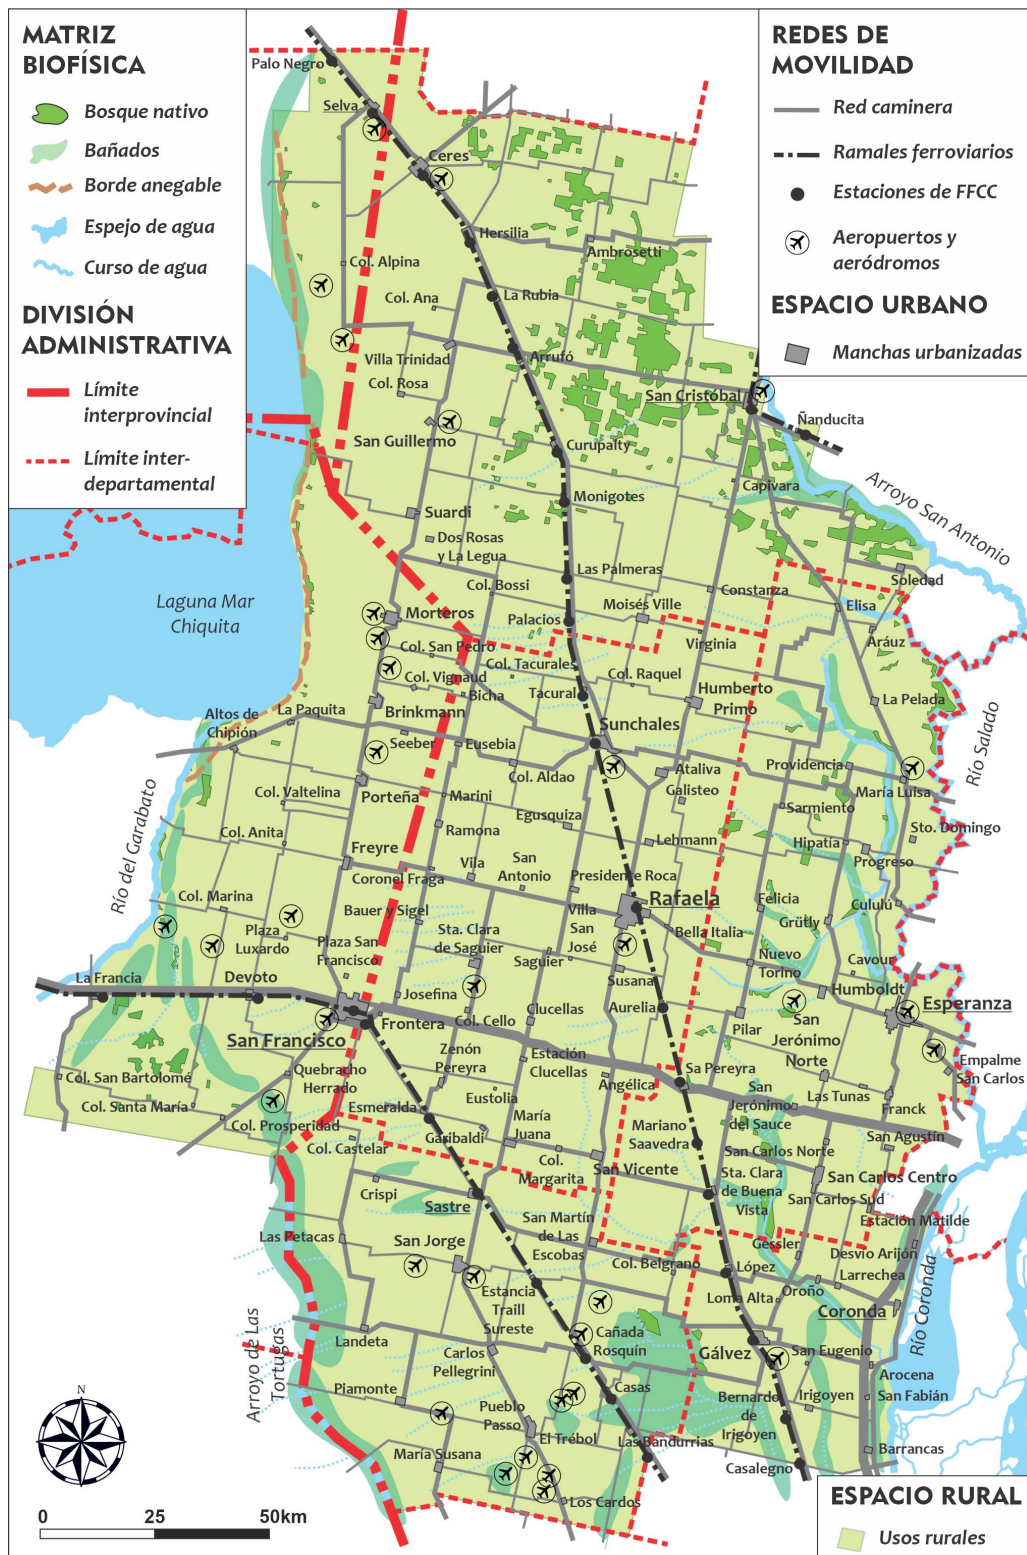 MATRIZ
BIOFÍSICA
Bosque nativo
Bañados
Borde anegable
Espejo de agua
Curso de agua
DIVISIÓN
ADMINISTRATIVA
Límite
interprovincial
Límite inter-
departamental
REDES DE
MOVILIDAD
Red caminera
Ramales ferroviarios
Estaciones de FFCC
Aeropuertos y
aeródromos
ESPACIO URBANO
Manchas urbanizadas
Palo Negro
Selva
Ceres
Hersilia
Ambrosetti
Col. Alpina
Col. Ana
La Rubia
Villa Trinidad
Arrufó
Col. Rosa
San Cristóbal
Ñanducita
San Guillermo
Curupalty
Capivara
Monigotes
Arroyo San Antonio
Suardi
Dos Rosas
y La Legua
Las Palmeras
Soledad
Col. Bossi
Constanza
Laguna Mar
Chiquita
Moisés Ville
Elisa
Morteros
Palacios
Virginia
Aráuz
Col. San Pedro
Col. Tacurales
Col. Raquel
Col. Vignaud
Bicha
Tacural
Humberto
Primo
La Pelada
Brinkmann
La Paquita
Altos de
Chipión
Sunchales
Río Salado
Seeber
Eusebia
Col. Aldao
Ataliva
Galisteo
Providencia
María Luisa
Col. Valtelina
Porteña
Marini
Sarmiento
Egusquiza
Ramona
Sto. Domingo
Col. Anita
Lehmann
Hipatia
Río del Garabato
Freyre
Vila
San
Antonio
Progreso
Coronel Fraga
Presidente Roca
Col. Marina
Rafaela
Felicia
Cululú
Bauer y Sigel
Villa
San
José
Grütly
Plaza
Luxardo
Sta. Clara
de Saguier
Bella Italia
Plaza San
Francisco
Saguier
Nuevo
Torino
Cavour
La Francia
Devoto
Susana
Humboldt
Josefina
Aurelia
Esperanza
Clucellas
Col. Cello
Pilar
San
Jerónimo
Norte
Frontera
San Francisco
Zenón
Pereyra
Estación
Clucellas
Empalme
San Carlos
Quebracho
Herrado
Sa Pereyra
Angélica
Col. San Bartolomé
San
Jerónimo
del Sauce
Las Tunas
Eustolia
Franck
Col. Santa María
Esmeralda
María
Juana
Mariano
Saavedra
Col. Prosperidad
Garibaldi
San Agustín
Col. Castelar
San Carlos Norte
Col.
Margarita
San Vicente
Sta. Clara
de Buena
Vista
San Carlos Centro
Crispi
San Carlos Sud
Sastre
San Martín
de Las
Escobas
Estación Matilde
Las Petacas
San Jorge
Gessler
Desvio Arijón
Col. Belgrano
López
Larrechea
Estancia
Traill
Sureste
Oroño
Loma Alta
Coronda
Río Coronda
Landeta
Cañada
Rosquín
Carlos
Pellegrini
Gálvez
San Eugenio
Arroyo de Las
Tortugas
Arocena
Piamonte
Casas
Bernardo
de
Irigoyen
Irigoyen
San Fabián
Pueblo
Passo
El Trébol
Las Bandurrias
María Susana
Barrancas
Casalegno
Los Cardos
N
0 25 50km
ESPACIO RURAL
Usos rurales